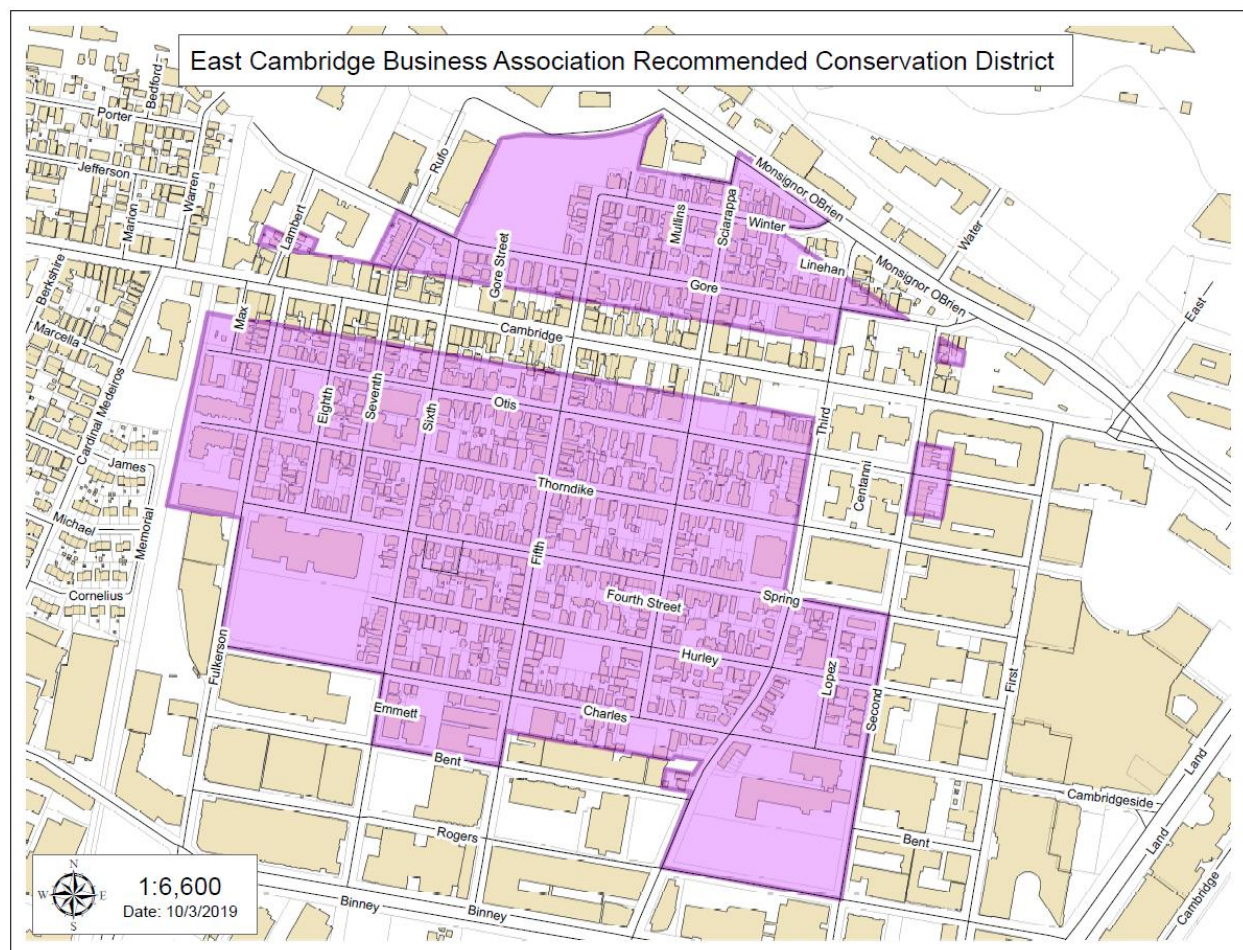 East Cambridge Business Association Recommended Conservation District
Bedford
Porter
Jefferson
Warren
Marion
Lambert
Rufo
Gore Street
Mullins
Sciarappa
Winter
Monsignor OBrien
Water
Linehan
Monsignor OBrien
Gore
East
Berkshire
Marcella
Cardinal Medeiros
Max
Cambridge
Eighth
Seventh
Sixth
Otis
Third
Centanni
James
Michael
Memorial
Cornelius
Thorndike
Fifth
Fourth Street
Spring
Hurley
Lopez
Second
First
Fulkerson
Emmett
Charles
Bent
Land
Cambridgeside
Rogers
Bent
Land
Cambridge
Binney
Binney
N
W
E
S
1:6,600
Date: 10/3/2019